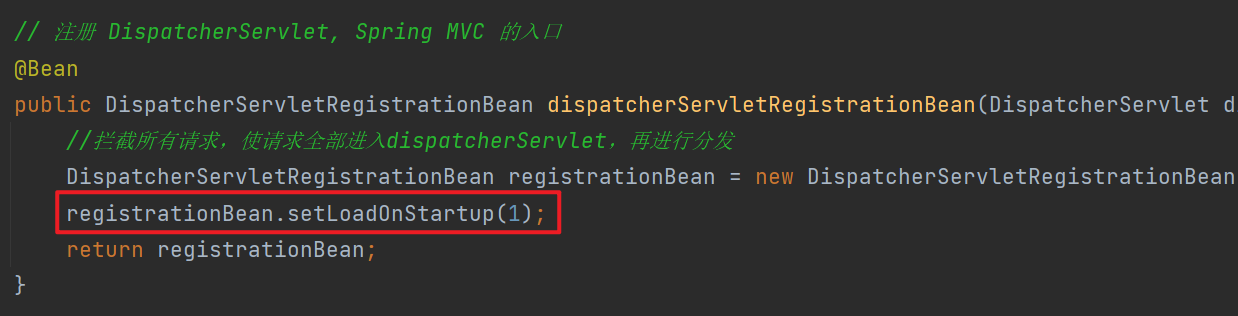 // 注册 DispatcherServlet, Spring MVC 的入口
@Bean
public DispatcherServletRegistrationBean dispatcherServletRegistrationBean(DispatcherServlet d
//拦截所有请求，使请求全部进入dispatcherServlet，再进行分发
DispatcherServletRegistrationBean registrationBean = new DispatcherServletRegistrationBean
registrationBean.setLoadOnStartup(1);
return registrationBean;
}